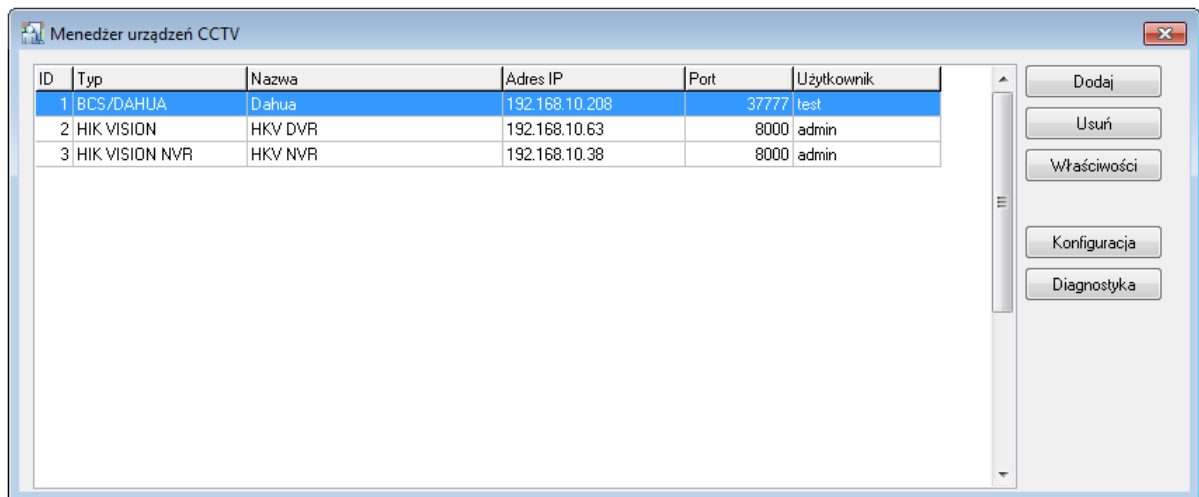 Menedżer urządzeń CCTV
ID Typ Nazwa Adres IP Port Użytkownik
1 BCS/DAHUA Dahua 192.168.10.208 37777 test
2 HIK VISION HKV DVR 192.168.10.63 8000 admin
3 HIK VISION NVR HKV NVR 192.168.10.38 8000 admin
Dodaj
Usuń
Właściwości
Konfiguracja
Diagnostyka